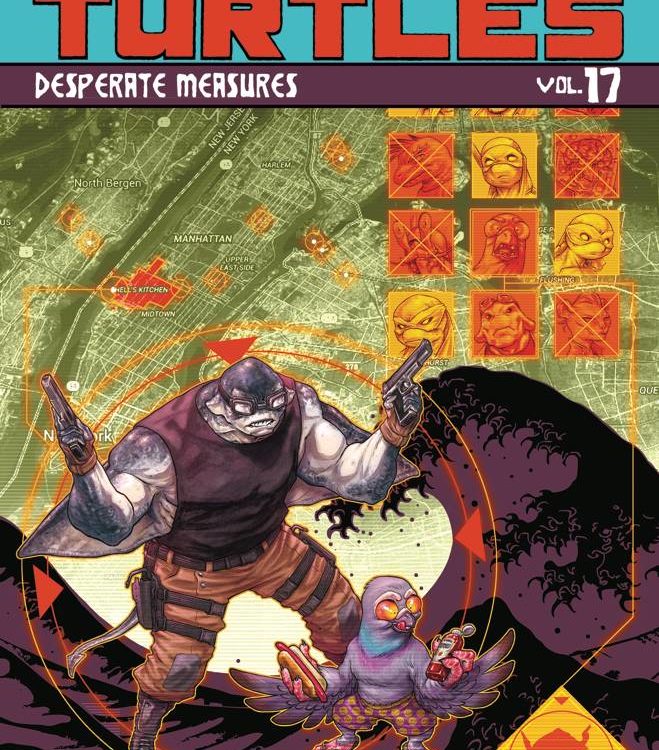 TURTLES
DESPERATE MEASURES
VOL.17
NEW JERSEY
NEW YORK
HARLEM
North Bergen
MANHATTAN
UPPER
EAST SIDE
HELL'S KITCHEN
MIDTOWN
FLUSHING